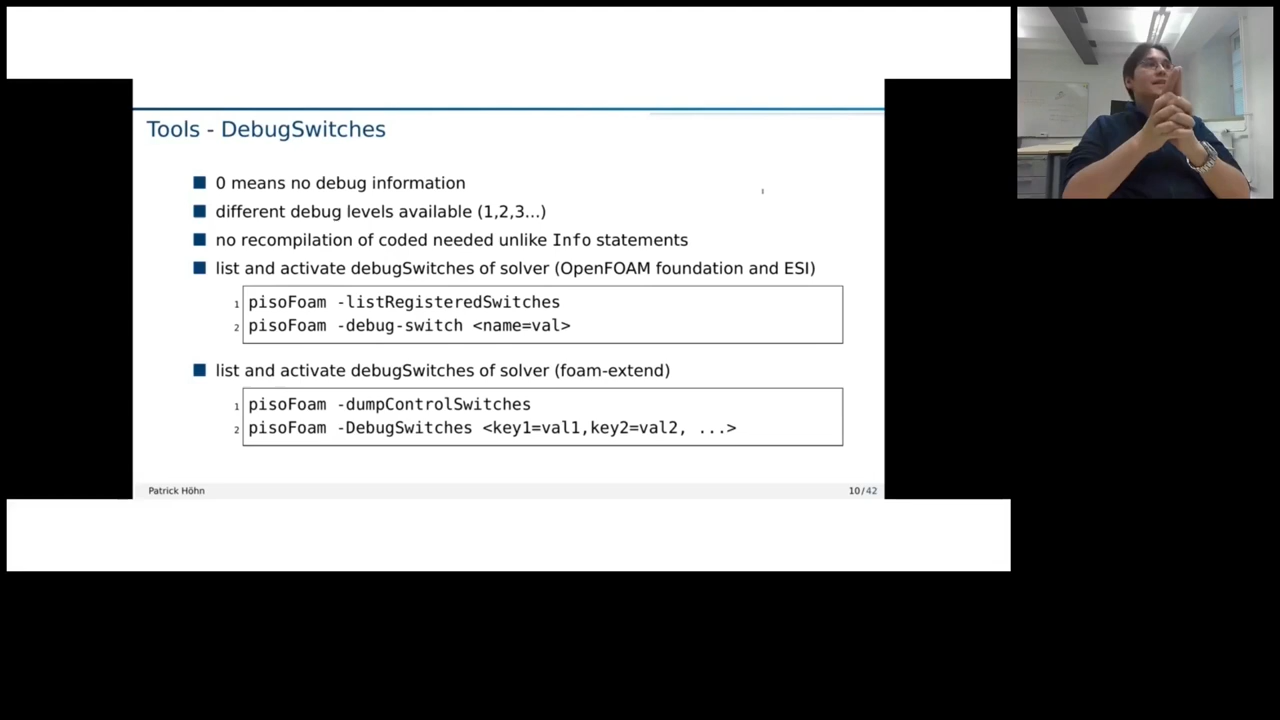 Tools - DebugSwitches
0 means no debug information
different debug levels available (1,2,3...)
no recompilation of coded needed unlike Info statements
list and activate debugSwitches of solver (OpenFOAM foundation and ESI)
1 pisoFoam -listRegisteredSwitches
2 pisoFoam -debug-switch <name=val>
list and activate debugSwitches of solver (foam-extend)
1 pisoFoam -dumpControlSwitches
2 pisoFoam -DebugSwitches <key1=val1,key2=val2, ...>
Patrick Höhn 10/42